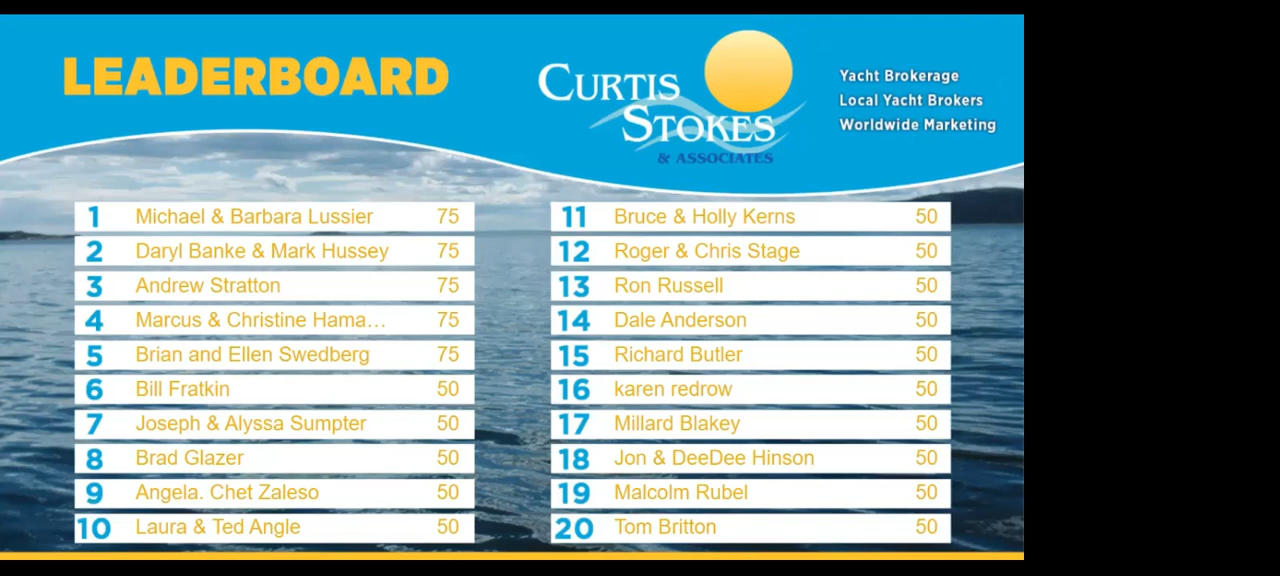 LEADERBOARD
CURTIS
STOKES
& ASSOCIATES
Yacht Brokerage
Local Yacht Brokers
Worldwide Marketing
1 Michael & Barbara Lussier 75
2 Daryl Banke & Mark Hussey 75
3 Andrew Stratton 75
4 Marcus & Christine Hama... 75
5 Brian and Ellen Swedberg 75
6 Bill Fratkin 50
7 Joseph & Alyssa Sumpter 50
8 Brad Glazer 50
9 Angela. Chet Zaleso 50
10 Laura & Ted Angle 50
11 Bruce & Holly Kerns 50
12 Roger & Chris Stage 50
13 Ron Russell 50
14 Dale Anderson 50
15 Richard Butler 50
16 karen redrow 50
17 Millard Blakey 50
18 Jon & DeeDee Hinson 50
19 Malcolm Rubel 50
20 Tom Britton 50